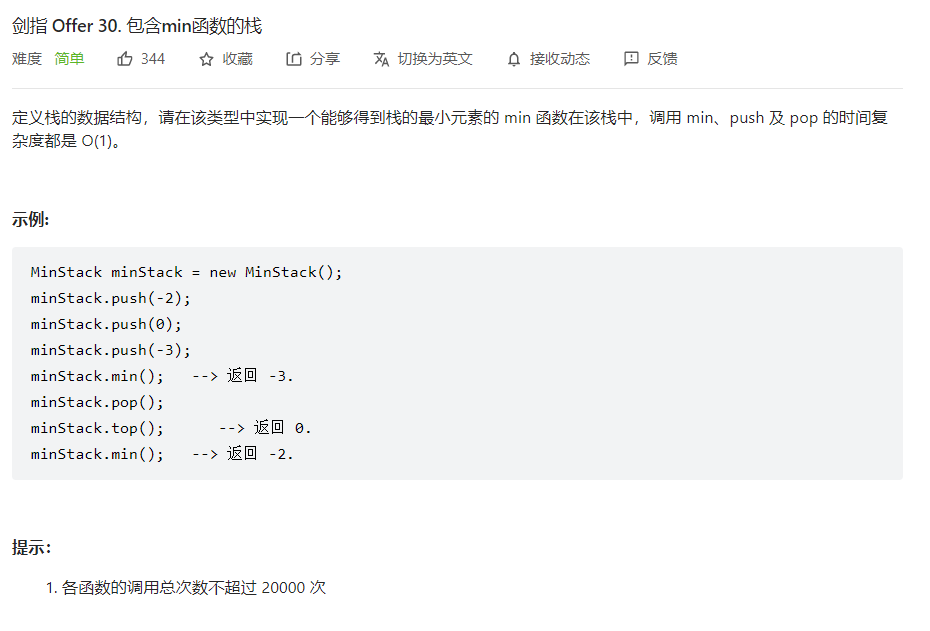 剑指 Offer 30. 包含min函数的栈
难度 简单 344 收藏 分享 切换为英文 接收动态 反馈
定义栈的数据结构，请在该类型中实现一个能够得到栈的最小元素的 min 函数在该栈中，调用 min、push 及 pop 的时间复
杂度都是 O(1)。
示例:
MinStack minStack = new MinStack();
minStack.push(-2);
minStack.push(0);
minStack.push(-3);
minStack.min();   --> 返回 -3.
minStack.pop();
minStack.top();      --> 返回 0.
minStack.min();   --> 返回 -2.
提示：
1. 各函数的调用总次数不超过 20000 次